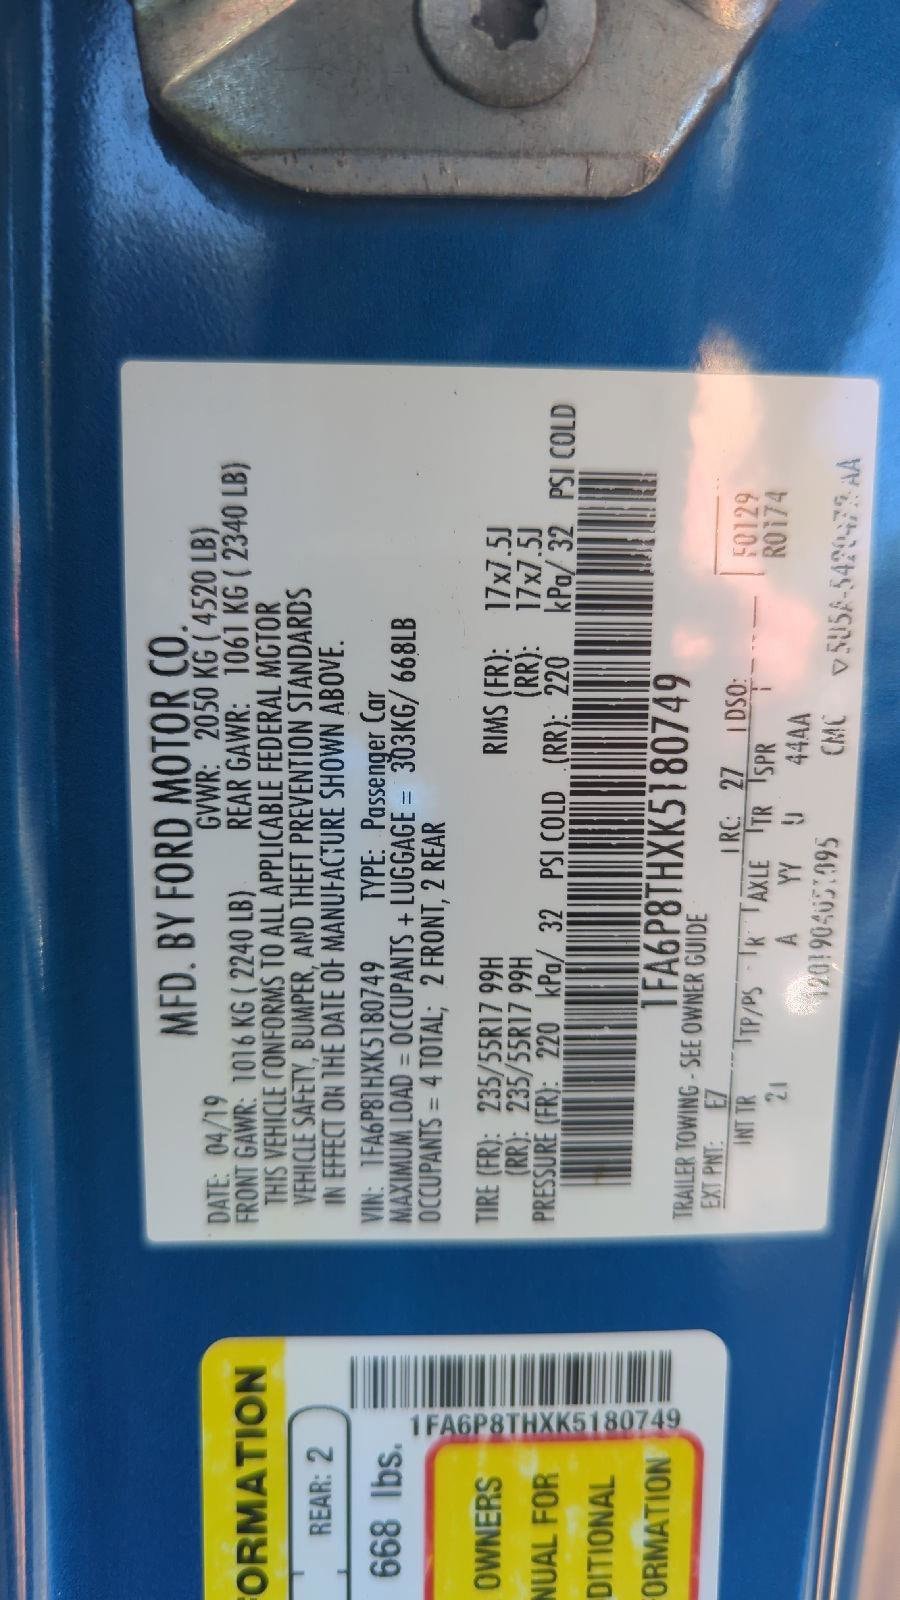 MFD. BY FORD MOTOR CO.
DATE: 04/19 GVWR: 2050 KG ( 4520 LB)
FRONT GAWR: 1016 KG ( 2240 LB) REAR GAWR: 1061 KG ( 2340 LB)
THIS VEHICLE CONFORMS TO ALL APPLICABLE FEDERAL MOTOR
VEHICLE SAFETY, BUMPER, AND THEFT PREVENTION STANDARDS
IN EFFECT ON THE DATE OF MANUFACTURE SHOWN ABOVE.
VIN: 1FA6P8THXK5180749 TYPE: Passenger Car
MAXIMUM LOAD = OCCUPANTS + LUGGAGE = 303KG/ 668LB
OCCUPANTS = 4 TOTAL; 2 FRONT, 2 REAR
TIRE (FR): 235/55R17 99H RIMS (FR): 17x7.5J
(RR): 235/55R17 99H (RR): 17x7.5J
PRESSURE (FR): 220 kPa/ 32 PSI COLD (RR): 220 kPa/ 32 PSI COLD
1FA6P8THXK5180749
TRAILER TOWING - SEE OWNER GUIDE
EXT PNT: E7 RC: 27 DSO: F0129
INT TR TP/PS R AXLE TR SPR R0174
21 A YY U 44AA
CMC
ORMATION
REAR: 2
668 lbs.
1FA6P8THXK5180749
OWNERS
NUAL FOR
DITIONAL
ORMATION